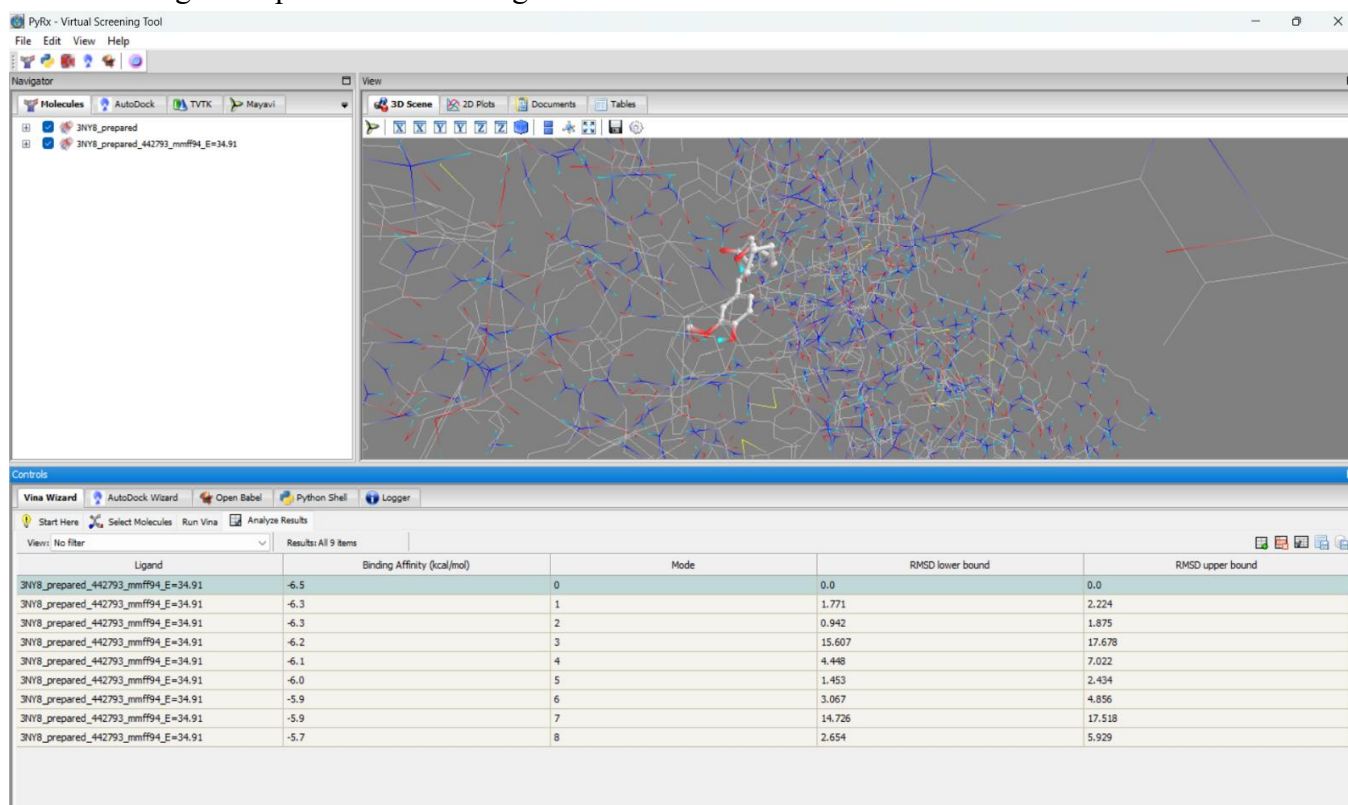 PyRx - Virtual Screening Tool
File Edit View Help
Navigator
View
Molecules AutoDock TVTK Mayavi
3D Scene 2D Plots Documents Tables
3NY8_prepared
3NY8_prepared_442793_mmff94_E=34.91
X X Y Y Z Z
Controls
Vina Wizard AutoDock Wizard Open Babel Python Shell Logger
Start Here Select Molecules Run Vina Analyze Results
View: No filter Results: All 9 items
Ligand Binding Affinity (kcal/mol) Mode RMSD lower bound RMSD upper bound
3NY8_prepared_442793_mmff94_E=34.91 -6.5 0 0.0 0.0
3NY8_prepared_442793_mmff94_E=34.91 -6.3 1 1.771 2.224
3NY8_prepared_442793_mmff94_E=34.91 -6.3 2 0.942 1.875
3NY8_prepared_442793_mmff94_E=34.91 -6.2 3 15.607 17.678
3NY8_prepared_442793_mmff94_E=34.91 -6.1 4 4.448 7.022
3NY8_prepared_442793_mmff94_E=34.91 -6.0 5 1.453 2.434
3NY8_prepared_442793_mmff94_E=34.91 -5.9 6 3.067 4.856
3NY8_prepared_442793_mmff94_E=34.91 -5.9 7 14.726 17.518
3NY8_prepared_442793_mmff94_E=34.91 -5.7 8 2.654 5.929